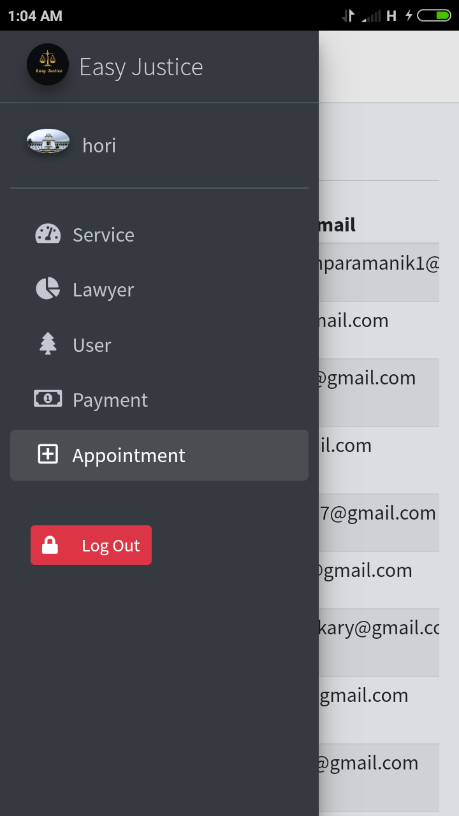 1:04 AM H
Easy Justice
Easy Justice
hori
mail
Service
nparamanik1@
Lawyer
nail.com
User
@gmail.com
Payment
il.com
Appointment
7@gmail.com
Log Out
@gmail.com
kary@gmail.co
gmail.com
@gmail.com